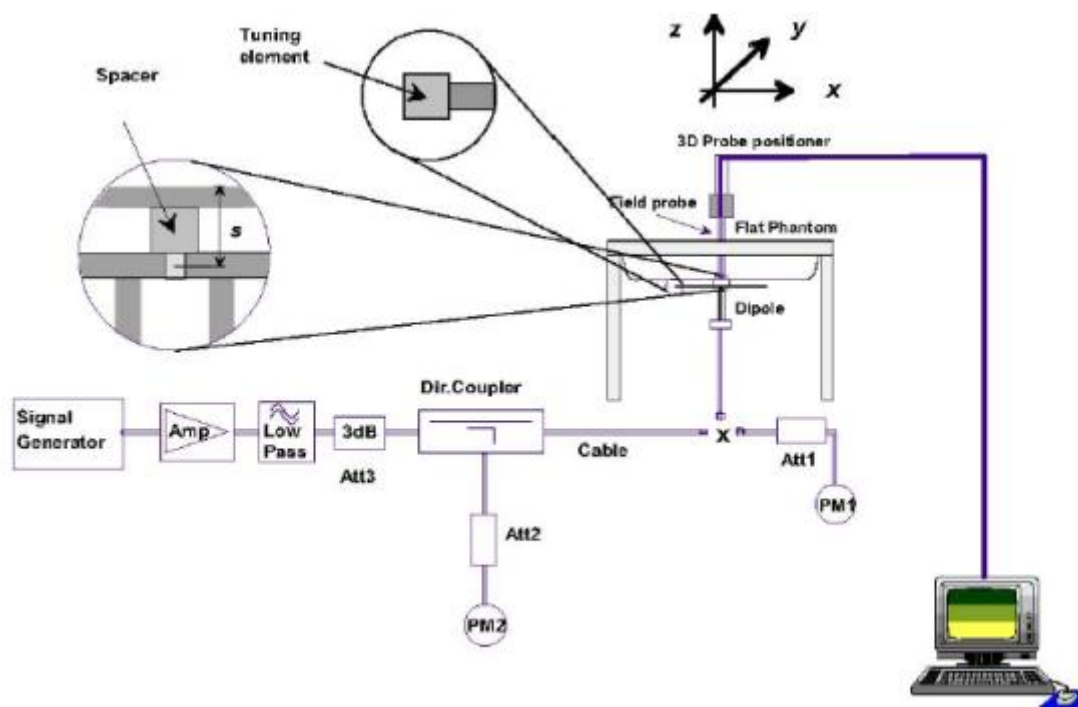 Tuning
element
z
y
x
Spacer
3D Probe positioner
Field probe
s
Flat Phantom
Dipole
Dir.Coupler
Signal
Generator
Amp
Low
Pass
3dB
Att3
Cable
x
Att1
PM1
Att2
PM2